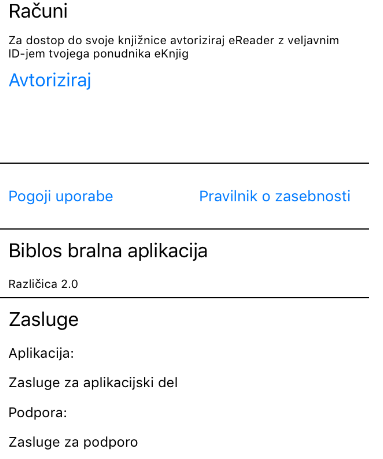 Računi
Za dostop do svoje knjižnice avtoriziraj eReader z veljavnim
ID-jem tvojega ponudnika eKnjig
Avtoriziraj
Pogoji uporabe Pravilnik o zasebnosti
Biblos bralna aplikacija
Različica 2.0
Zasluge
Aplikacija:
Zasluge za aplikacijski del
Podpora:
Zasluge za podporo